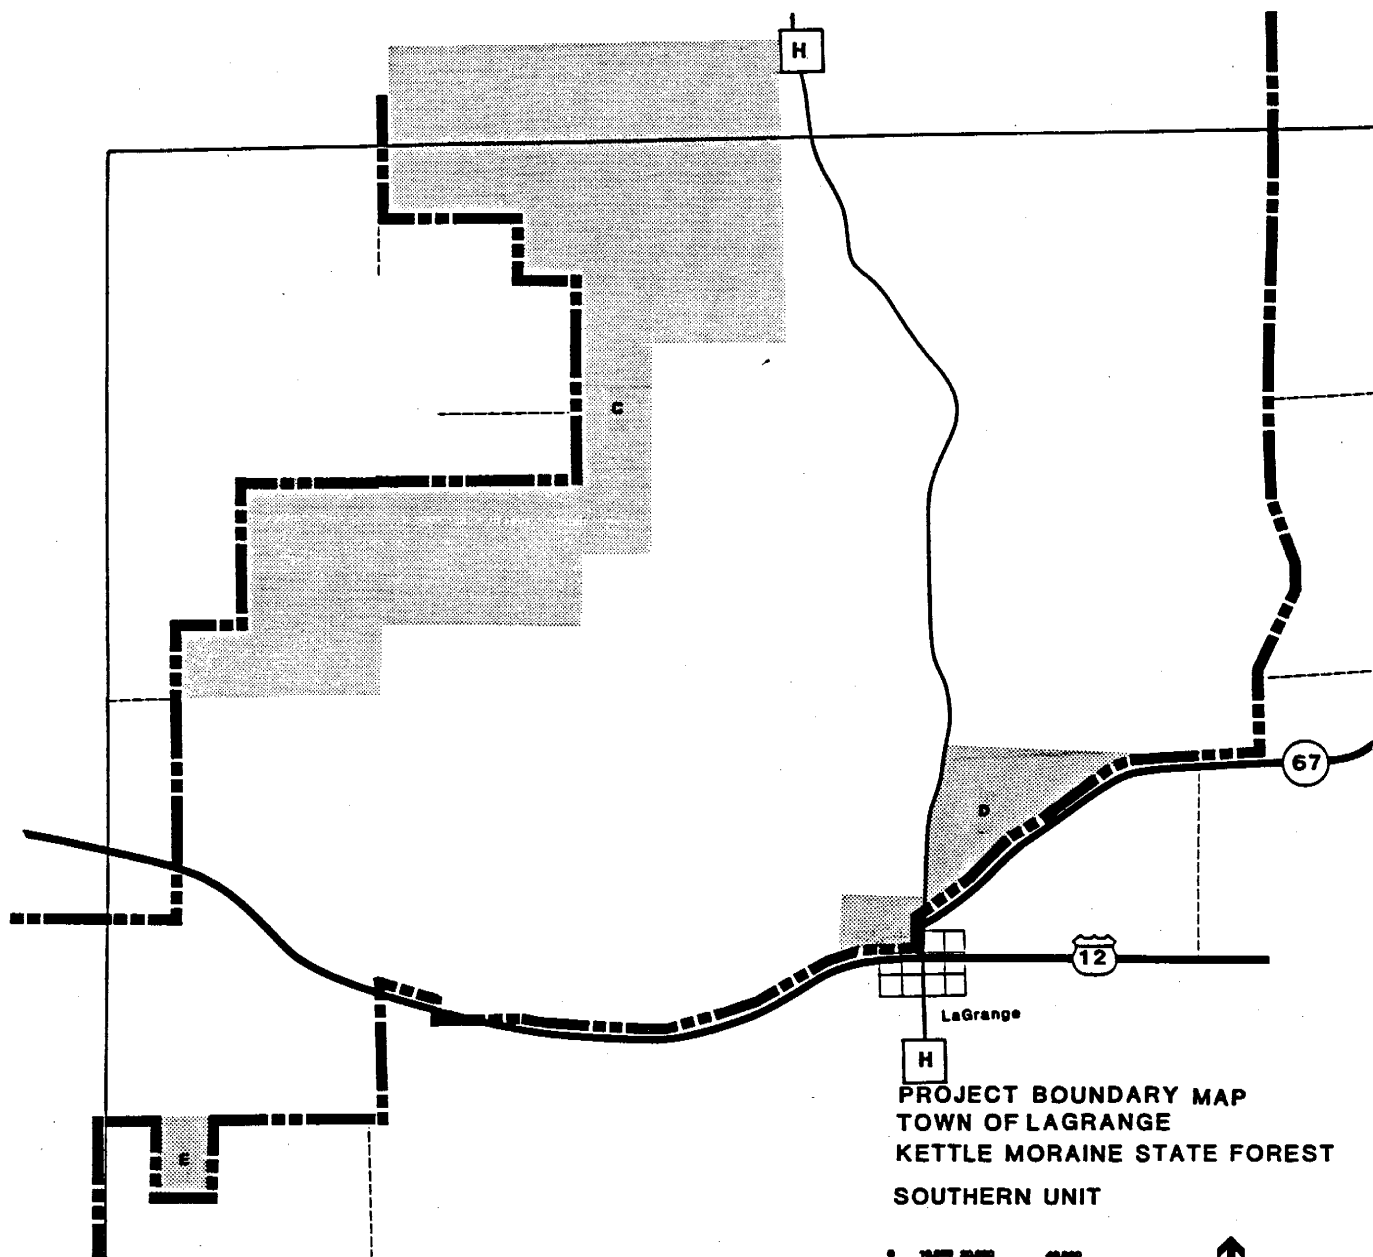 H
C
67
D
12
LaGrange
H
PROJECT BOUNDARY MAP
TOWN OF LAGRANGE
KETTLE MORAINE STATE FOREST
E
SOUTHERN UNIT